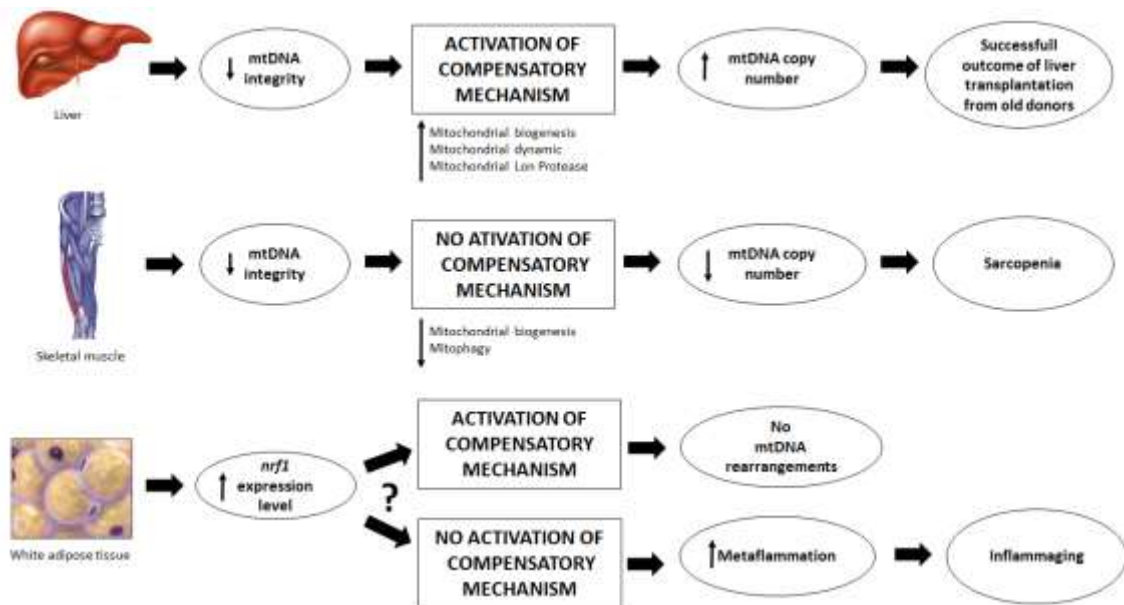 Liver
↓ mtDNA
integrity
ACTIVATION OF
COMPENSATORY
MECHANISM
Mitochondrial biogenesis
Mitochondrial dynamic
Mitochondrial Lon Protease
↑ mtDNA copy
number
Successfull
outcome of liver
transplantation
from old donors
Skeletal muscle
↓ mtDNA
integrity
NO ATIVATION OF
COMPENSATORY
MECHANISM
Mitochondrial biogenesis
Mitophagy
↓ mtDNA copy
number
Sarcopenia
White adipose tissue
nrf1
↑ expression
level
?
ACTIVATION OF
COMPENSATORY
MECHANISM
No
mtDNA
rearrangements
NO ACTIVATION OF
COMPENSATORY
MECHANISM
↑ Metaflammation
Inflammaging